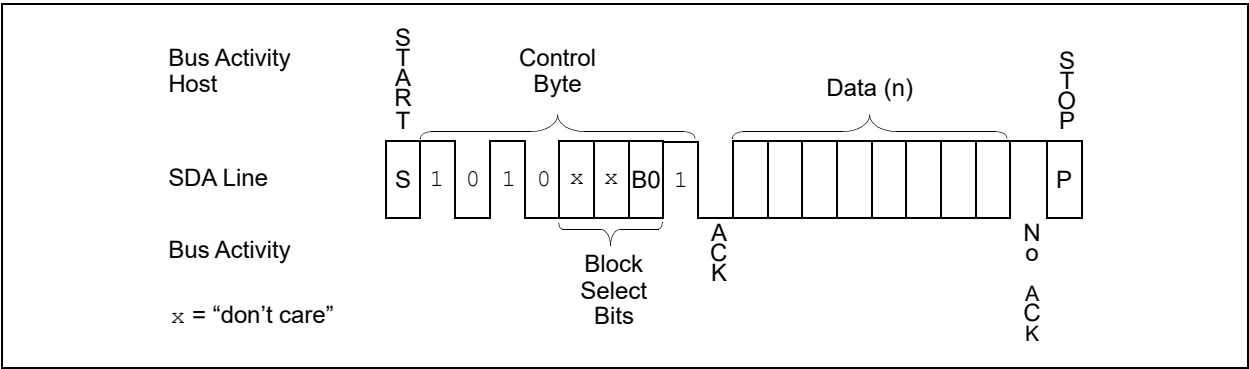 Bus Activity
Host
START
Control
Byte
Data (n)
STOP
SDA Line
S 1 0 1 0 x x B0 1 P
Bus Activity
ACK
No ACK
Block
Select
Bits
x = “don’t care”